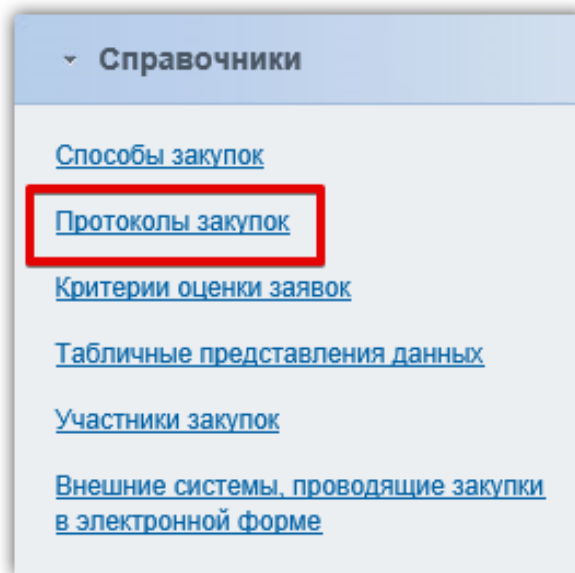 Справочники
Способы закупок
Протоколы закупок
Критерии оценки заявок
Табличные представления данных
Участники закупок
Внешние системы, проводящие закупки
в электронной форме